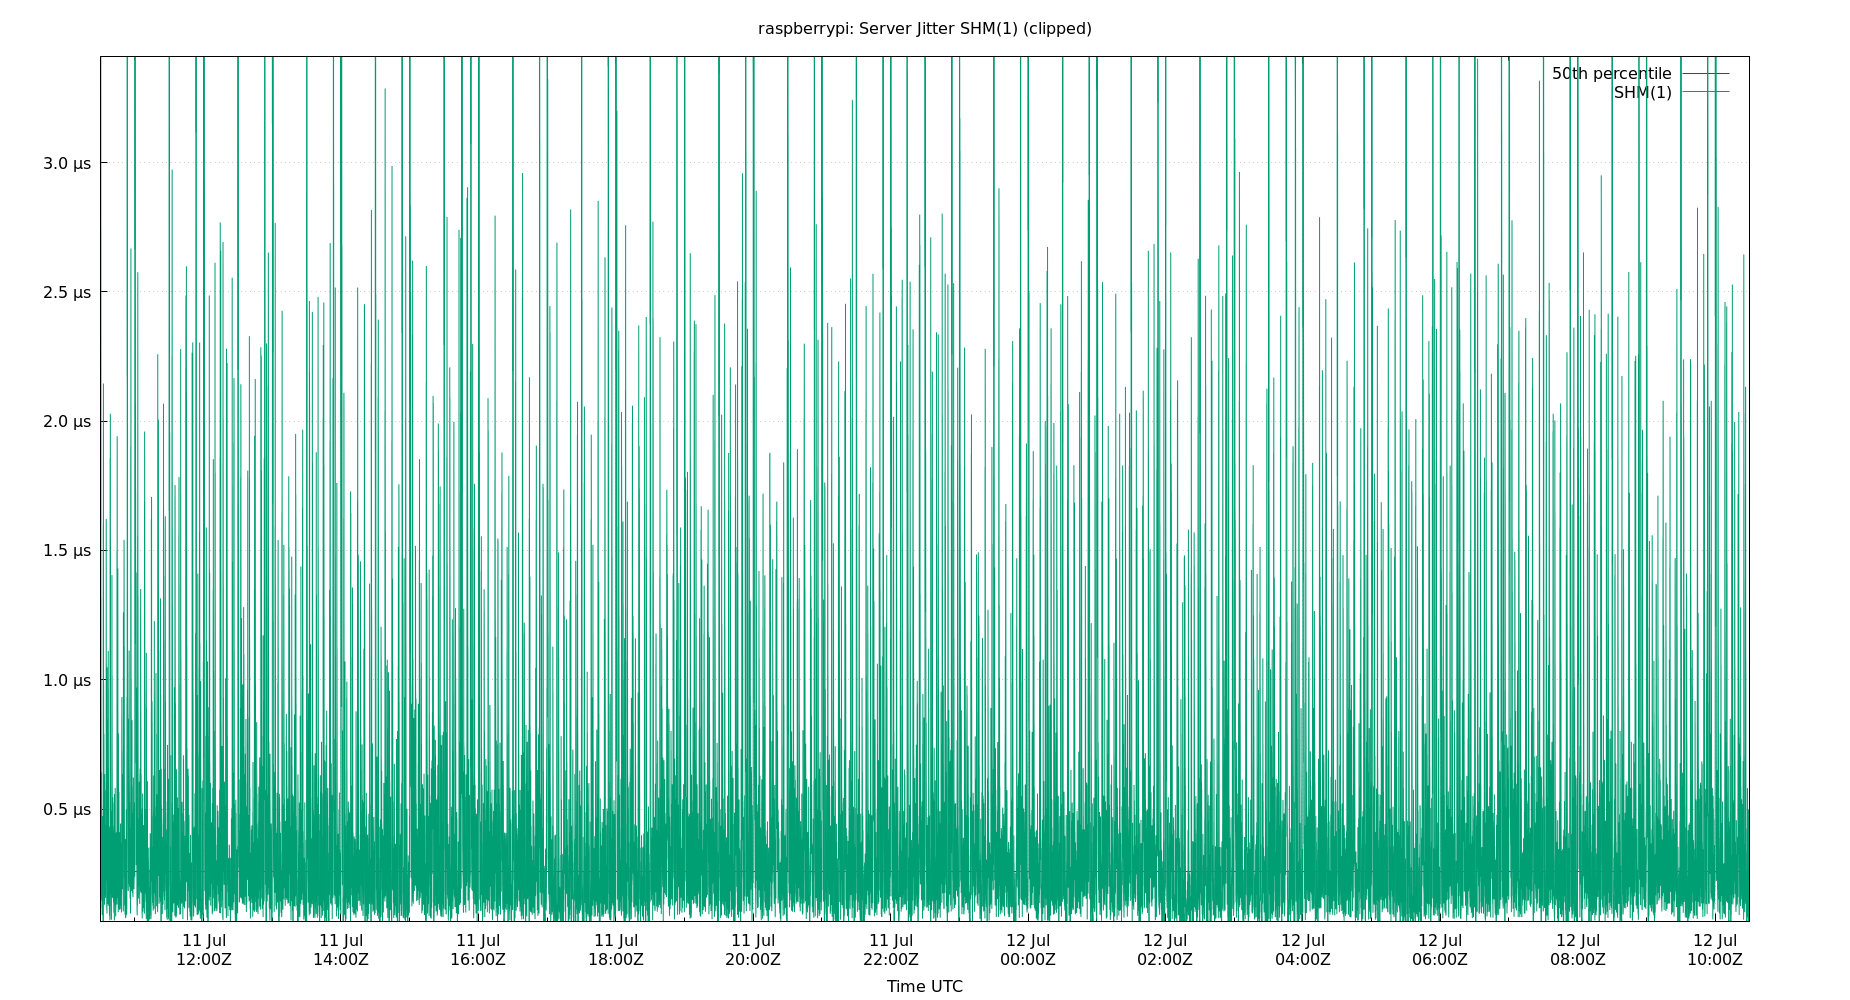 raspberrypi: Server Jitter SHM(1) (clipped)
50th percentile
SHM(1)
3.0 µs
2.5 µs
2.0 µs
1.5 µs
1.0 µs
0.5 µs
11 Jul 11 Jul 11 Jul 11 Jul 11 Jul 11 Jul 12 Jul 12 Jul 12 Jul 12 Jul 12 Jul 12 Jul
12:00Z 14:00Z 16:00Z 18:00Z 20:00Z 22:00Z 00:00Z 02:00Z 04:00Z 06:00Z 08:00Z 10:00Z
Time UTC